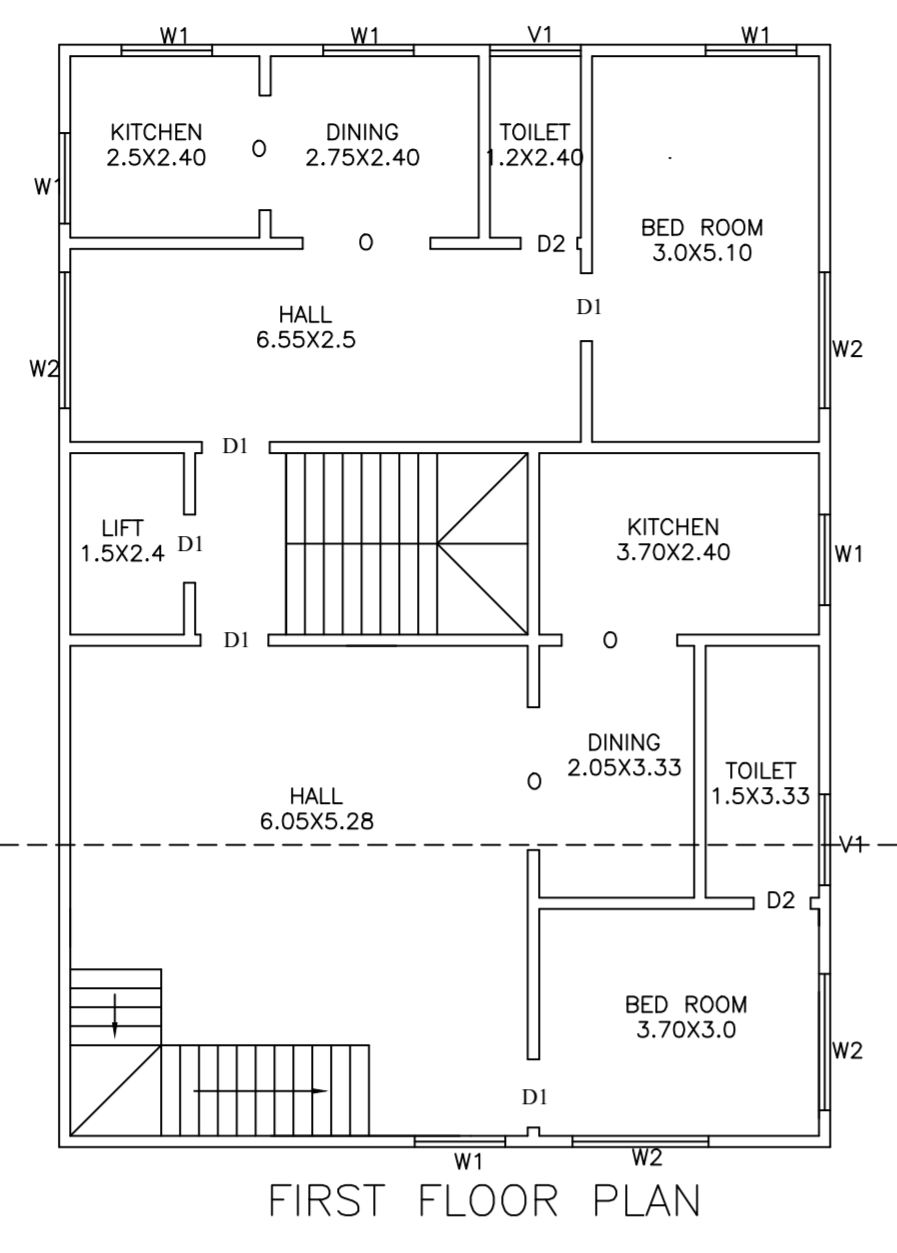 W1
W1
V1
W1
KITCHEN
2.5X2.40
O
DINING
2.75X2.40
TOILET
1.2X2.40
W1
BED ROOM
3.0X5.10
O
D2
HALL
6.55X2.5
D1
W2
W2
D1
LIFT
1.5X2.4
D1
KITCHEN
3.70X2.40
W1
D1
O
DINING
2.05X3.33
TOILET
1.5X3.33
O
HALL
6.05X5.28
V1
D2
BED ROOM
3.70X3.0
W2
D1
W1
W2
FIRST FLOOR PLAN